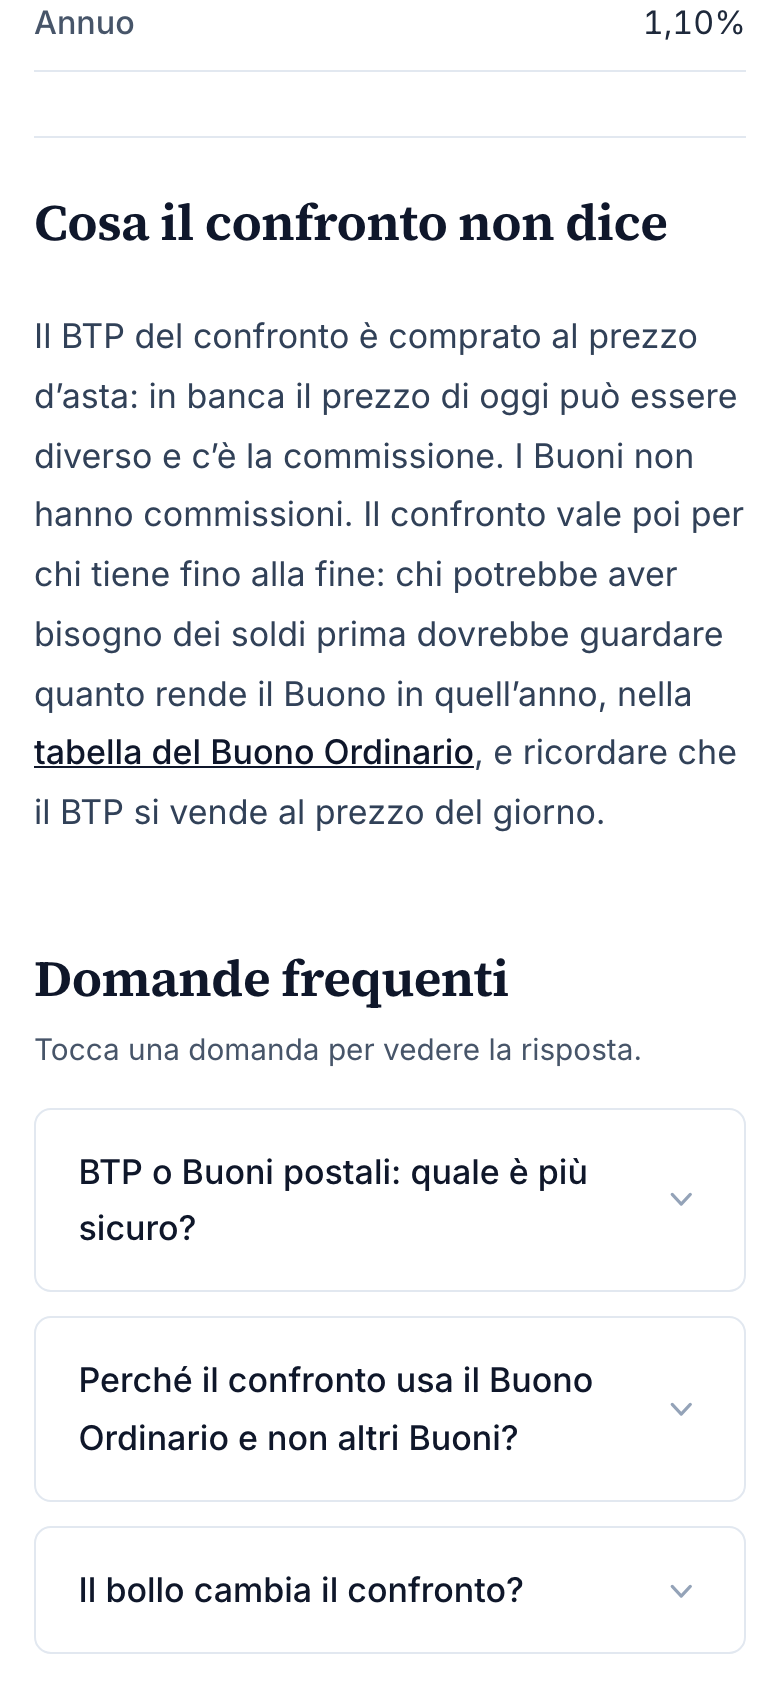 Annuo 1,10%
Cosa il confronto non dice
Il BTP del confronto è comprato al prezzo
d’asta: in banca il prezzo di oggi può essere
diverso e c’è la commissione. I Buoni non
hanno commissioni. Il confronto vale poi per
chi tiene fino alla fine: chi potrebbe aver
bisogno dei soldi prima dovrebbe guardare
quanto rende il Buono in quell’anno, nella
tabella del Buono Ordinario, e ricordare che
il BTP si vende al prezzo del giorno.
Domande frequenti
Tocca una domanda per vedere la risposta.
BTP o Buoni postali: quale è più
sicuro?
Perché il confronto usa il Buono
Ordinario e non altri Buoni?
Il bollo cambia il confronto?